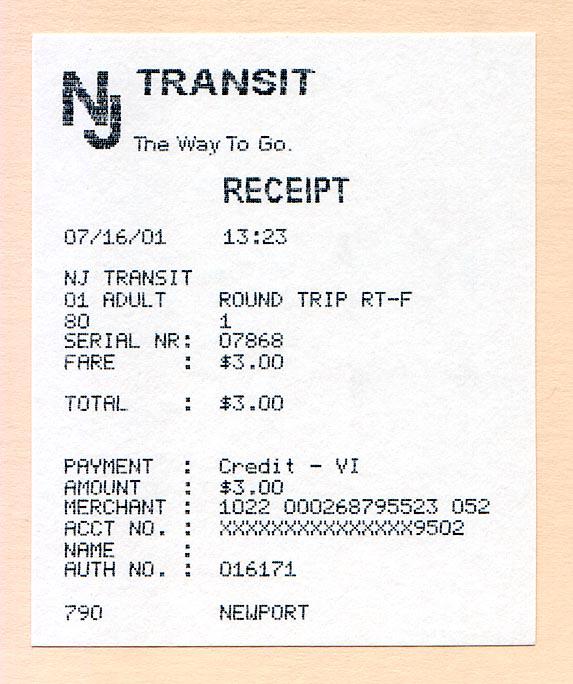 NJ TRANSIT
The Way To Go.
RECEIPT
07/16/01 13:23
NJ TRANSIT
01 ADULT ROUND TRIP RT-F
80 1
SERIAL NR: 07868
FARE : $3.00
TOTAL : $3.00
PAYMENT : Credit - VI
AMOUNT : $3.00
MERCHANT : 1022 000268795523 052
ACCT NO. : XXXXXXXXXXXXXXX9502
NAME :
AUTH NO. : 016171
790 NEWPORT